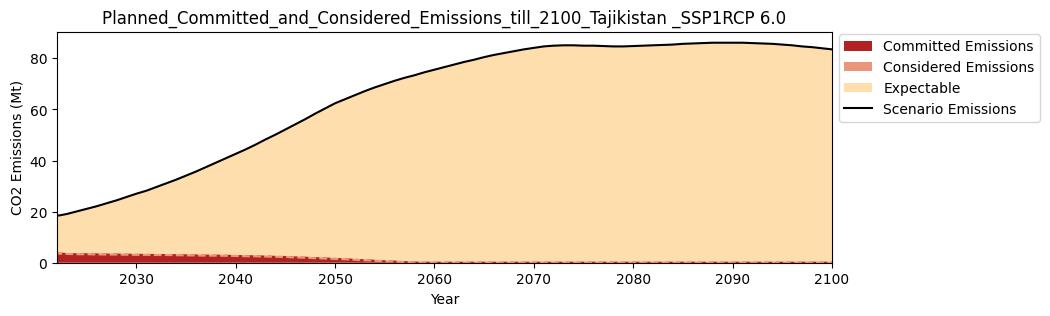 Planned_Committed_and_Considered_Emissions_till_2100_Tajikistan _SSP1RCP 6.0
Committed Emissions
Considered Emissions
Expectable
Scenario Emissions
CO2 Emissions (Mt)
80
60
40
20
0
2030 2040 2050 2060 2070 2080 2090 2100
Year